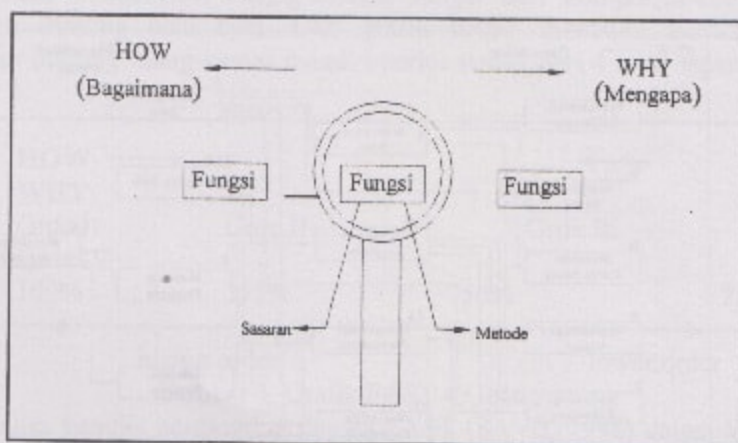 HOW
(Bagaimana)
WHY
(Mengapa)
Fungsi
Fungsi
Fungsi
Sasaran
Metode